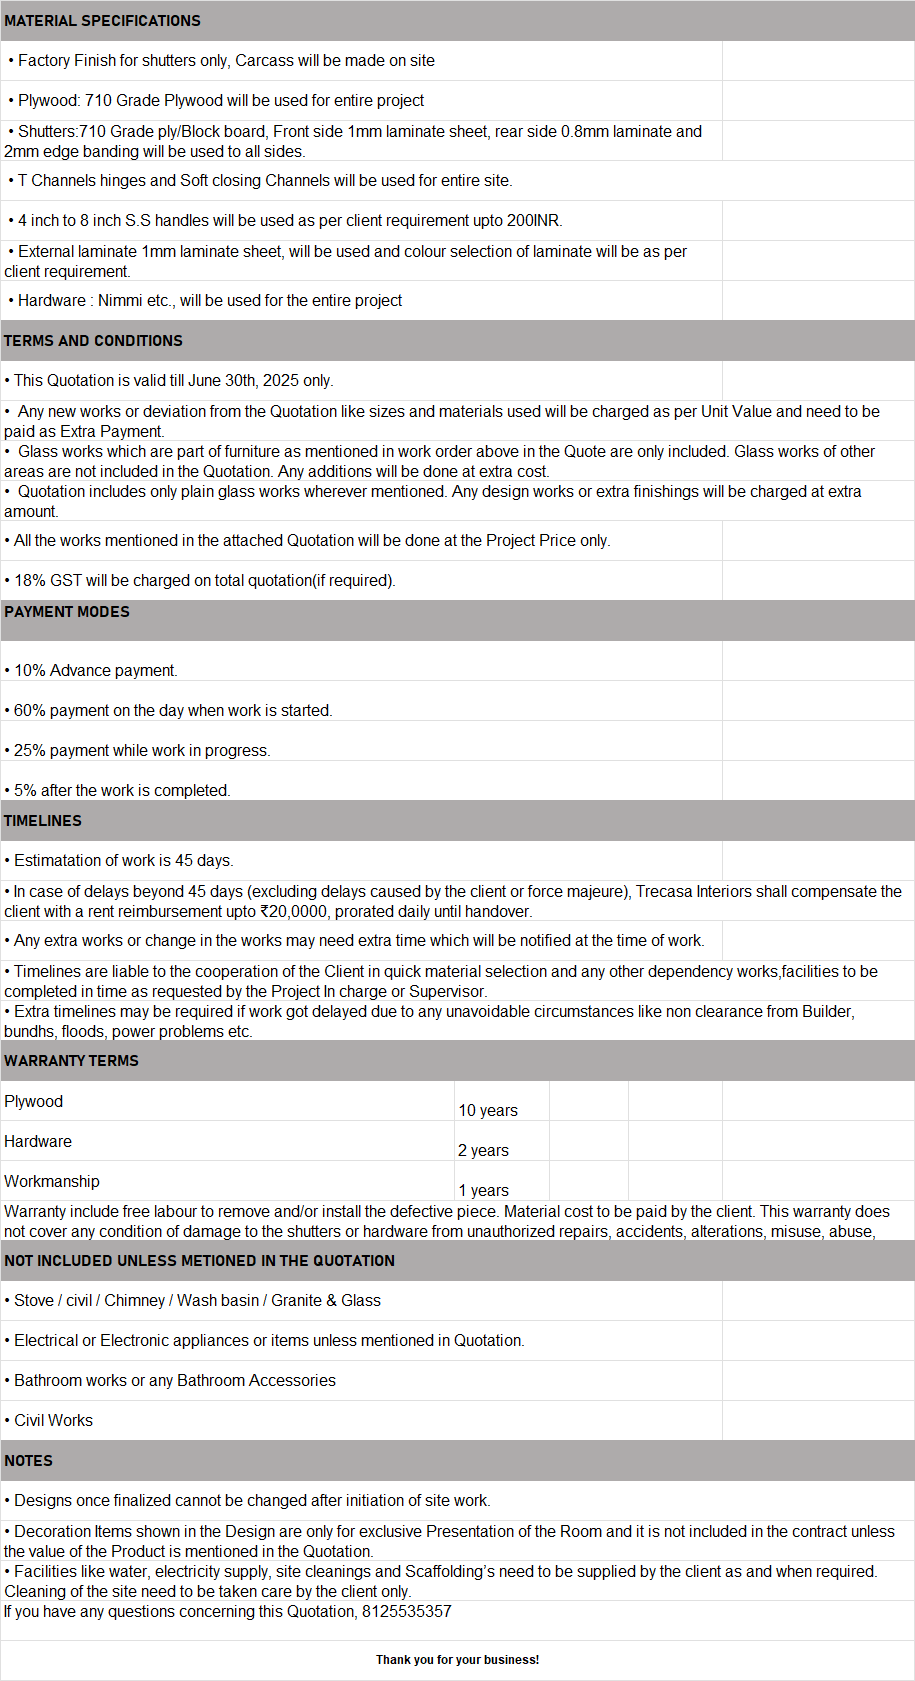 MATERIAL SPECIFICATIONS
• Factory Finish for shutters only, Carcass will be made on site
• Plywood: 710 Grade Plywood will be used for entire project
• Shutters:710 Grade ply/Block board, Front side 1mm laminate sheet, rear side 0.8mm laminate and
2mm edge banding will be used to all sides.
• T Channels hinges and Soft closing Channels will be used for entire site.
• 4 inch to 8 inch S.S handles will be used as per client requirement upto 200INR.
• External laminate 1mm laminate sheet, will be used and colour selection of laminate will be as per
client requirement.
• Hardware : Nimmi etc., will be used for the entire project
TERMS AND CONDITIONS
• This Quotation is valid till June 30th, 2025 only.
• Any new works or deviation from the Quotation like sizes and materials used will be charged as per Unit Value and need to be
paid as Extra Payment.
• Glass works which are part of furniture as mentioned in work order above in the Quote are only included. Glass works of other
areas are not included in the Quotation. Any additions will be done at extra cost.
• Quotation includes only plain glass works wherever mentioned. Any design works or extra finishings will be charged at extra
amount.
• All the works mentioned in the attached Quotation will be done at the Project Price only.
• 18% GST will be charged on total quotation(if required).
PAYMENT MODES
• 10% Advance payment.
• 60% payment on the day when work is started.
• 25% payment while work in progress.
• 5% after the work is completed.
TIMELINES
• Estimatation of work is 45 days.
• In case of delays beyond 45 days (excluding delays caused by the client or force majeure), Trecasa Interiors shall compensate the
client with a rent reimbursement upto ₹20,0000, prorated daily until handover.
• Any extra works or change in the works may need extra time which will be notified at the time of work.
• Timelines are liable to the cooperation of the Client in quick material selection and any other dependency works,facilities to be
completed in time as requested by the Project In charge or Supervisor.
• Extra timelines may be required if work got delayed due to any unavoidable circumstances like non clearance from Builder,
bundhs, floods, power problems etc.
WARRANTY TERMS
Plywood 10 years
Hardware 2 years
Workmanship 1 years
Warranty include free labour to remove and/or install the defective piece. Material cost to be paid by the client. This warranty does
not cover any condition of damage to the shutters or hardware from unauthorized repairs, accidents, alterations, misuse, abuse,
NOT INCLUDED UNLESS METIONED IN THE QUOTATION
• Stove / civil / Chimney / Wash basin / Granite & Glass
• Electrical or Electronic appliances or items unless mentioned in Quotation.
• Bathroom works or any Bathroom Accessories
• Civil Works
NOTES
• Designs once finalized cannot be changed after initiation of site work.
• Decoration Items shown in the Design are only for exclusive Presentation of the Room and it is not included in the contract unless
the value of the Product is mentioned in the Quotation.
• Facilities like water, electricity supply, site cleanings and Scaffolding’s need to be supplied by the client as and when required.
Cleaning of the site need to be taken care by the client only.
If you have any questions concerning this Quotation, 8125535357
Thank you for your business!